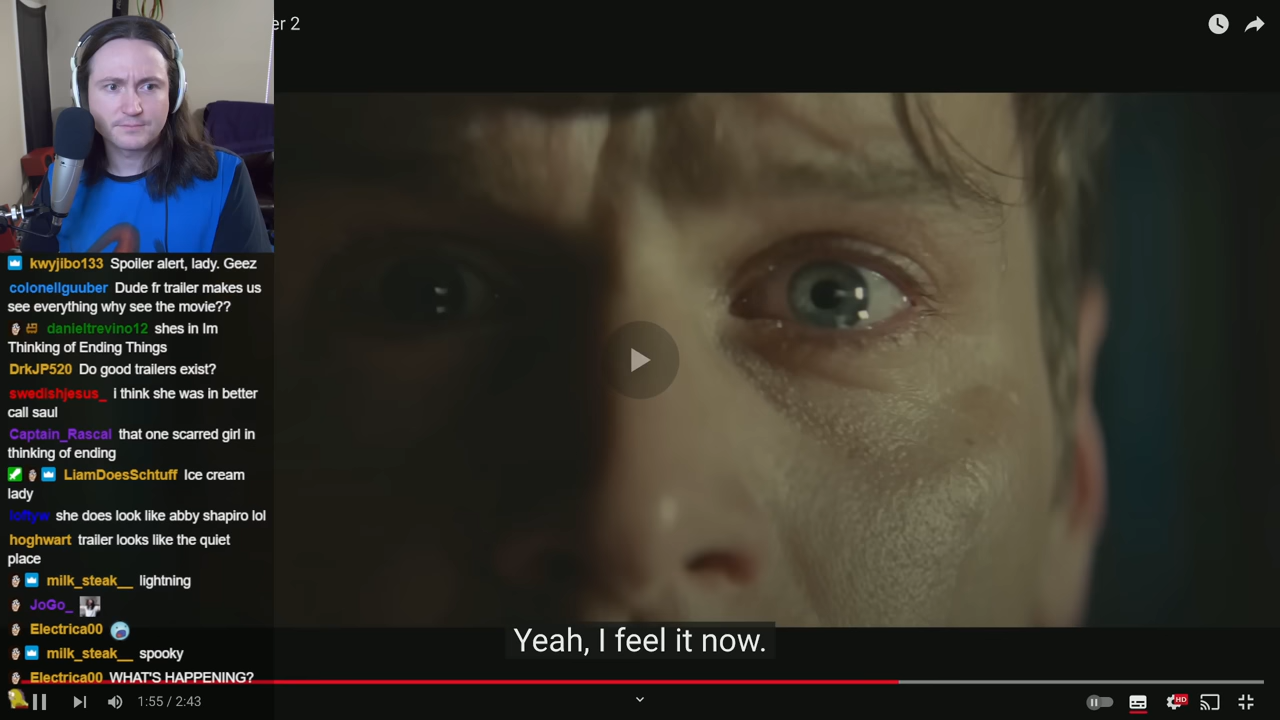 er 2
kwyjibo133 Spoiler alert, lady. Geez
colonellguuber Dude fr trailer makes us
see everything why see the movie??
danieltrevino12 shes in Im
Thinking of Ending Things
DrkJP520 Do good trailers exist?
swedishjesus_ i think she was in better
call saul
Captain_Rascal that one scarred girl in
thinking of ending
LiamDoesSchtuff Ice cream
lady
loftyw she does look like abby shapiro lol
hoghwart trailer looks like the quiet
place
milk_steak__ lightning
JoGo_
Electrica00
milk_steak__ spooky
Electrica00 WHAT'S HAPPENING?
Yeah, I feel it now.
1:55 / 2:43
HD